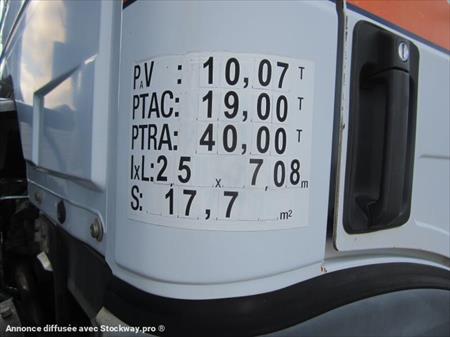 PAV : 10,07 T
PTAC: 19,00 T
PTRA: 40,00 T
lxL: 2,5 x 7,08 m
S: 17,7 m²
Annonce diffusée avec Stockway.pro ®